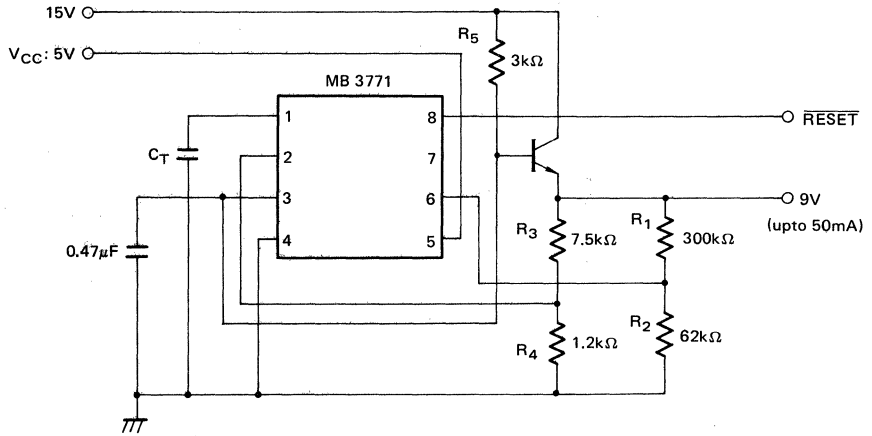 15V
VCC: 5V
R5
3kΩ
MB 3771
1
2
3
4
8
7
6
5
RESET
CT
0.47μF
9V
(upto 50mA)
R3
7.5kΩ
R1
300kΩ
R4
1.2kΩ
R2
62kΩ